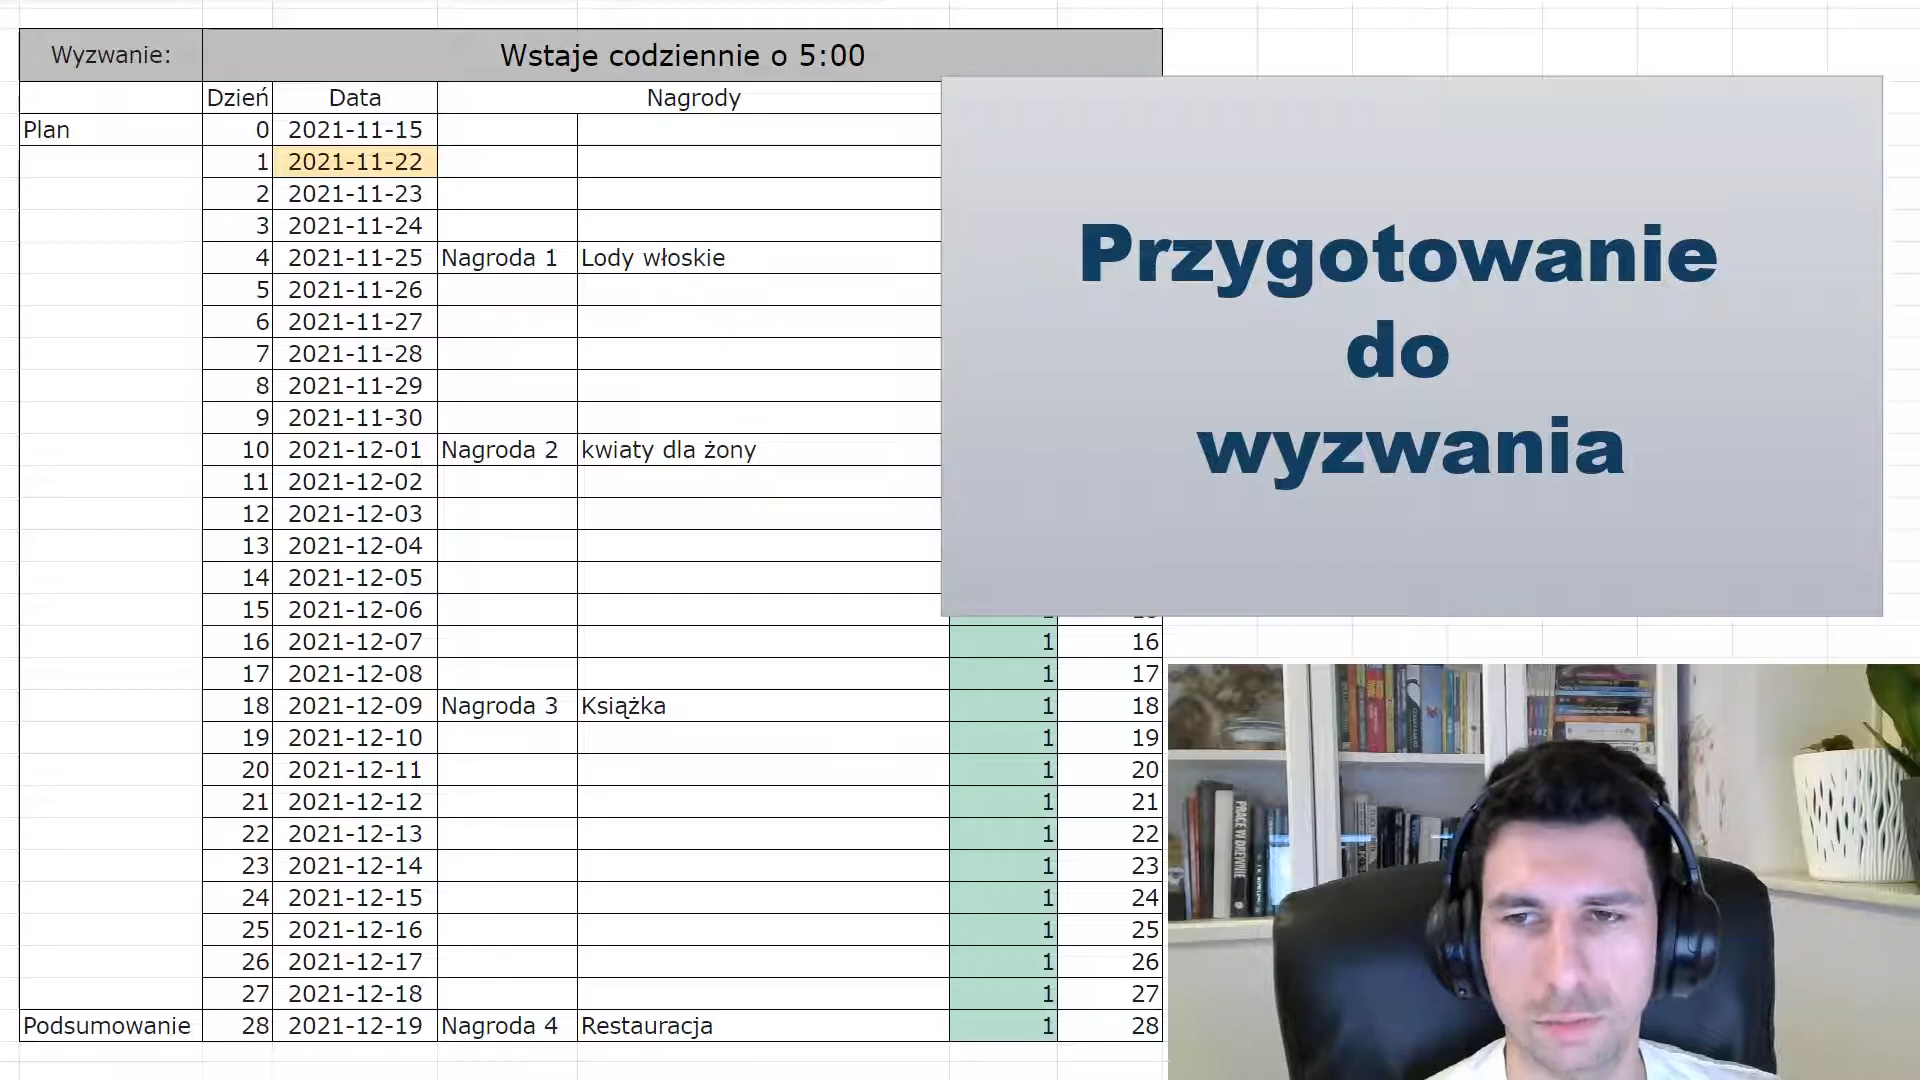 Wyzwanie: Wstaje codziennie o 5:00
Dzień Data Nagrody
Plan 0 2021-11-15
1 2021-11-22
2 2021-11-23
3 2021-11-24
4 2021-11-25 Nagroda 1 Lody włoskie
5 2021-11-26
6 2021-11-27
7 2021-11-28
8 2021-11-29
9 2021-11-30
10 2021-12-01 Nagroda 2 kwiaty dla żony
11 2021-12-02
12 2021-12-03
13 2021-12-04
14 2021-12-05
15 2021-12-06
16 2021-12-07 1 16
17 2021-12-08 1 17
18 2021-12-09 Nagroda 3 Książka 1 18
19 2021-12-10 1 19
20 2021-12-11 1 20
21 2021-12-12 1 21
22 2021-12-13 1 22
23 2021-12-14 1 23
24 2021-12-15 1 24
25 2021-12-16 1 25
26 2021-12-17 1 26
27 2021-12-18 1 27
Podsumowanie 28 2021-12-19 Nagroda 4 Restauracja 1 28
Przygotowanie
do
wyzwania
PRACE W DREWNIE